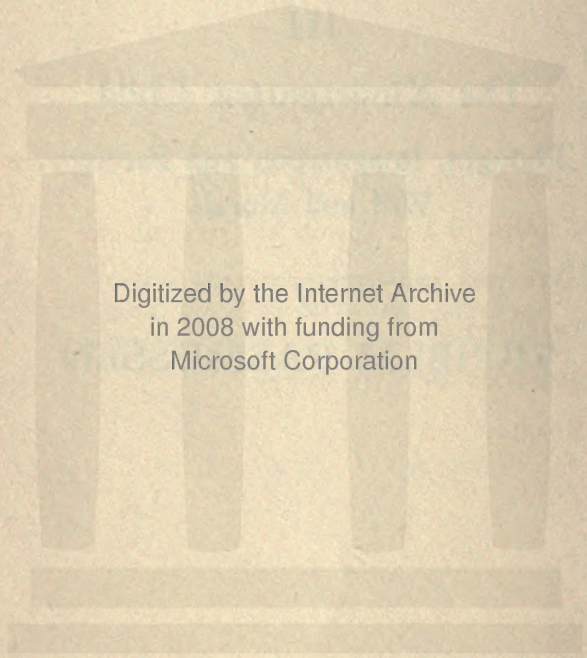 Digitized by the Internet Archive
in 2008 with funding from
Microsoft Corporation